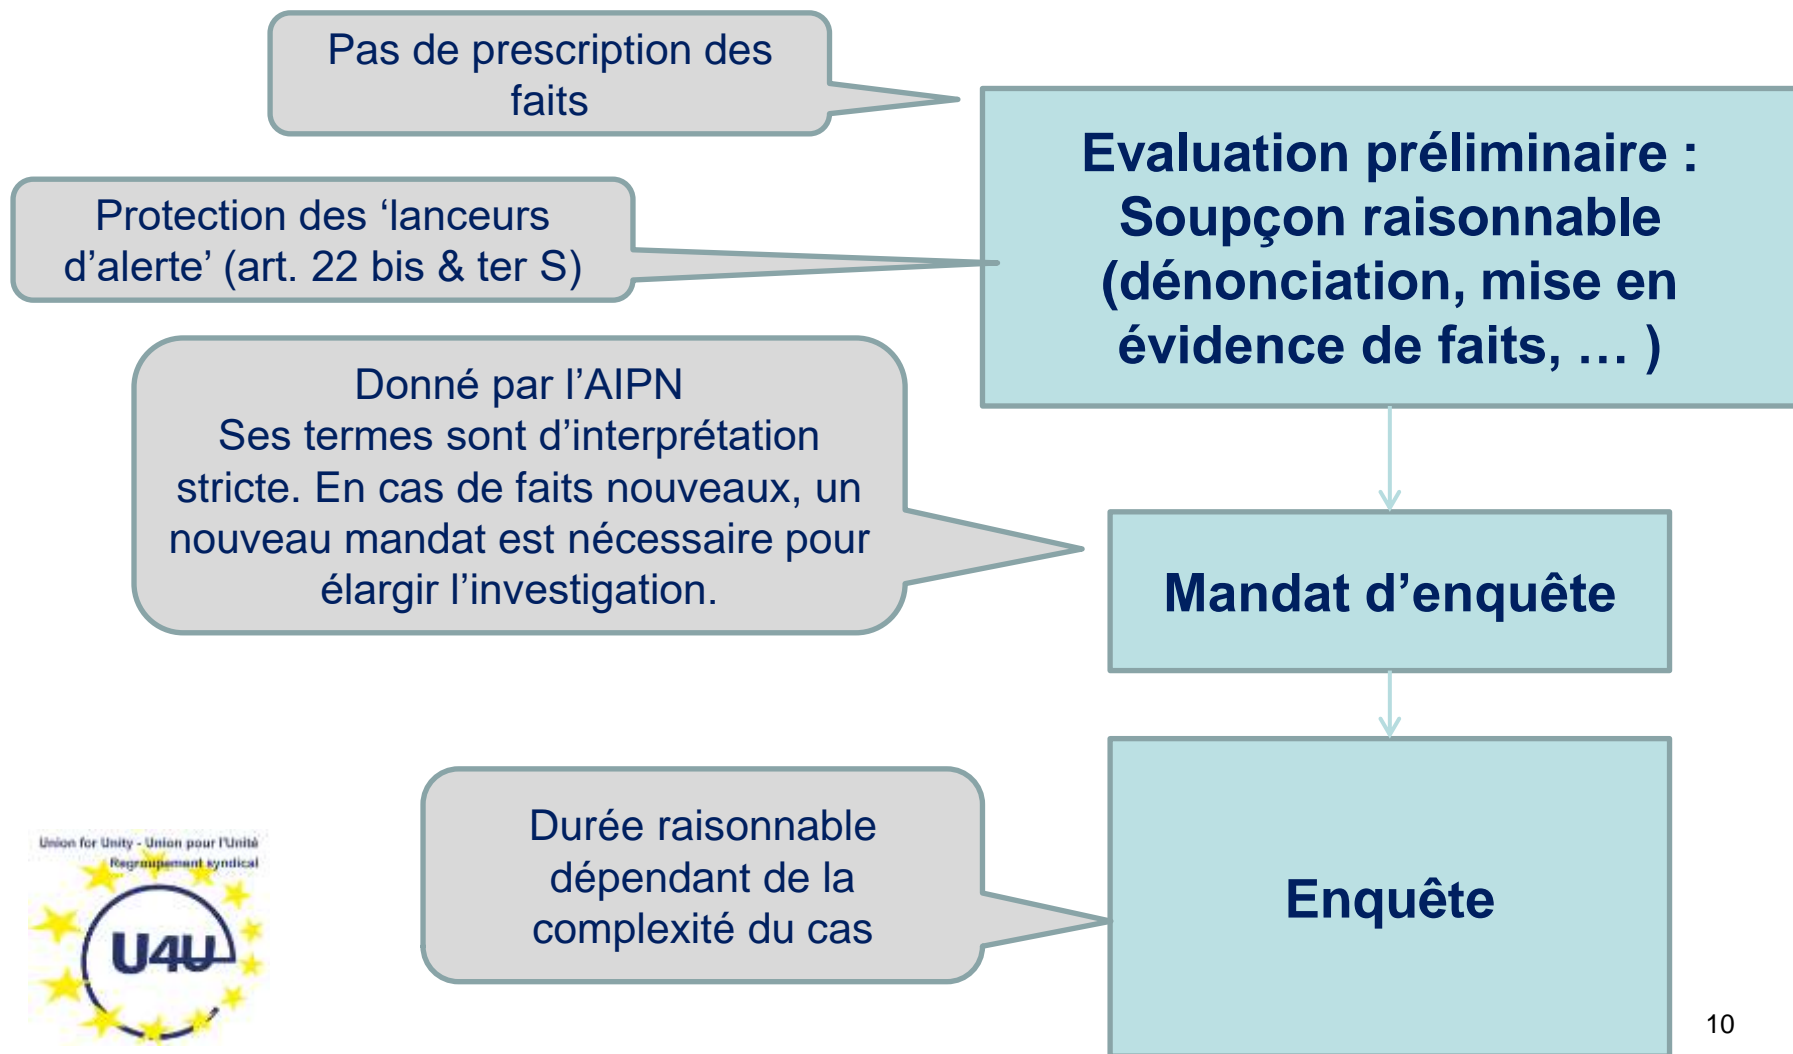 Pas de prescription des
faits
Evaluation préliminaire :
Soupçon raisonnable
(dénonciation, mise en
évidence de faits, … )
Protection des ‘lanceurs
d’alerte’ (art. 22 bis & ter S)
Donné par l’AIPN
Ses termes sont d’interprétation
stricte. En cas de faits nouveaux, un
nouveau mandat est nécessaire pour
élargir l’investigation.
Mandat d’enquête
Durée raisonnable
dépendant de la
complexité du cas
Enquête
Union for Unity - Union pour l'Unité
Regroupement syndical
U4U
10